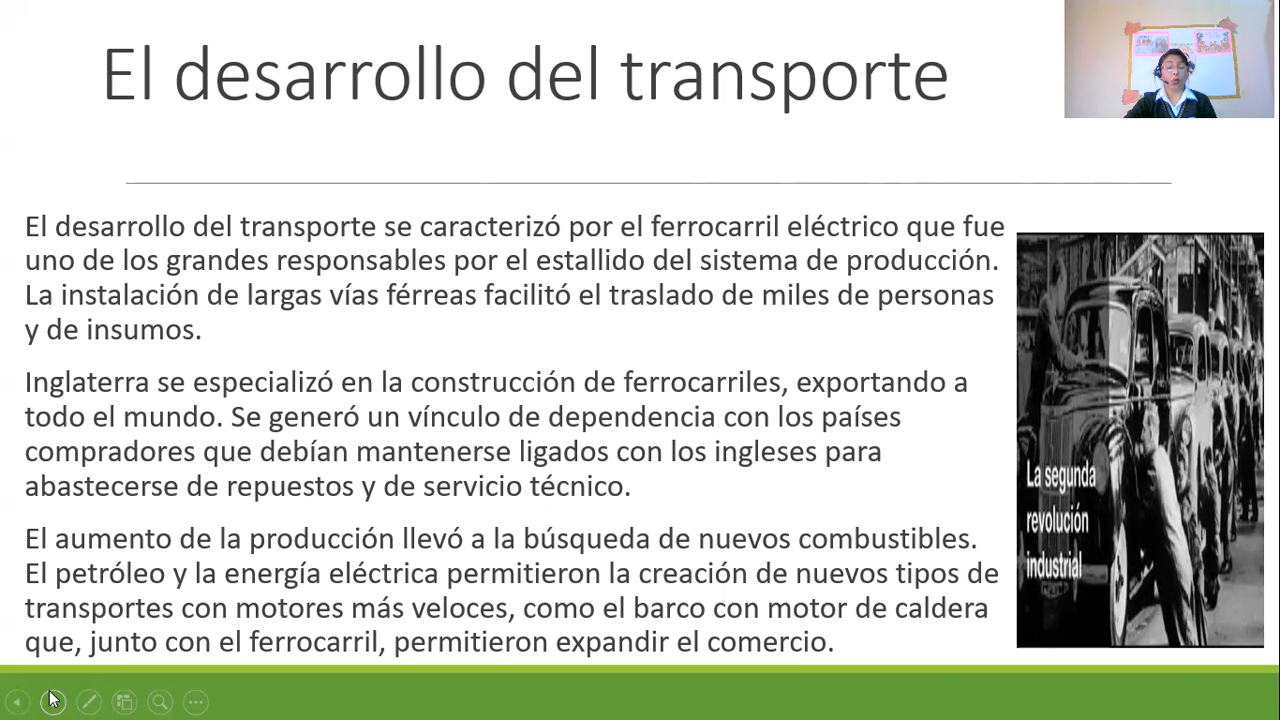 El desarrollo del transporte
El desarrollo del transporte se caracterizó por el ferrocarril eléctrico que fue
uno de los grandes responsables por el estallido del sistema de producción.
La instalación de largas vías férreas facilitó el traslado de miles de personas
y de insumos.
Inglaterra se especializó en la construcción de ferrocarriles, exportando a
todo el mundo. Se generó un vínculo de dependencia con los países
compradores que debían mantenerse ligados con los ingleses para
abastecerse de repuestos y de servicio técnico.
El aumento de la producción llevó a la búsqueda de nuevos combustibles.
El petróleo y la energía eléctrica permitieron la creación de nuevos tipos de
transportes con motores más veloces, como el barco con motor de caldera
que, junto con el ferrocarril, permitieron expandir el comercio.
La segunda
revolución
industrial